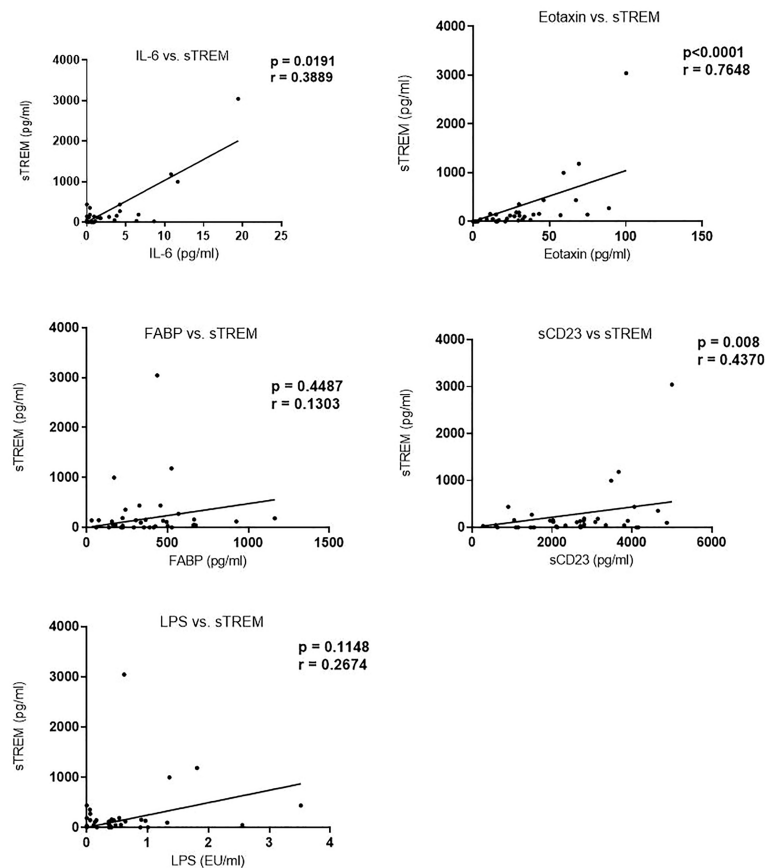 IL-6 vs. sTREM
p = 0.0191
r = 0.3889
sTREM (pg/ml)
4000
3000
2000
1000
0
0 5 10 15 20 25
IL-6 (pg/ml)
Eotaxin vs. sTREM
p<0.0001
r = 0.7648
sTREM (pg/ml)
4000
3000
2000
1000
0
0 50 100 150
Eotaxin (pg/ml)
FABP vs. sTREM
p = 0.4487
r = 0.1303
sTREM (pg/ml)
4000
3000
2000
1000
0
0 500 1000 1500
FABP (pg/ml)
sCD23 vs sTREM
p = 0.008
r = 0.4370
sTREM (pg/ml)
4000
3000
2000
1000
0
0 2000 4000 6000
sCD23 (pg/ml)
LPS vs. sTREM
p = 0.1148
r = 0.2674
sTREM (pg/ml)
4000
3000
2000
1000
0
0 1 2 3 4
LPS (EU/ml)